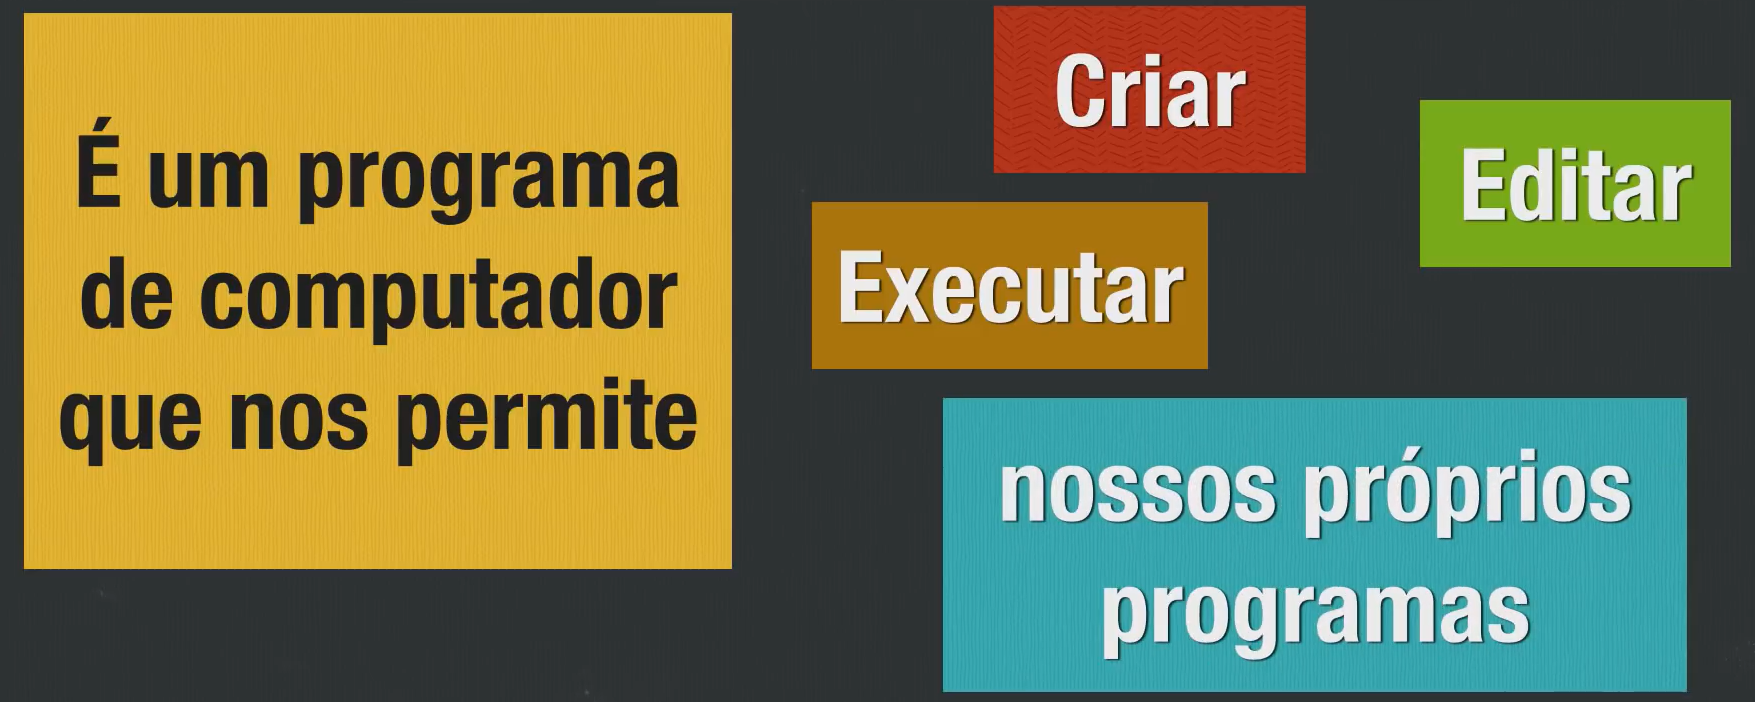 É um programa
de computador
que nos permite
Criar
Editar
Executar
nossos próprios
programas